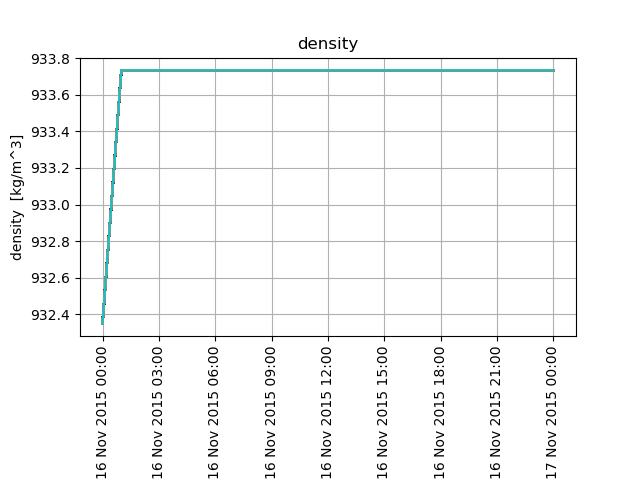 density
933.8
933.6
933.4
933.2
933.0
932.8
932.6
932.4
density [kg/m^3]
16 Nov 2015 00:00
16 Nov 2015 03:00
16 Nov 2015 06:00
16 Nov 2015 09:00
16 Nov 2015 12:00
16 Nov 2015 15:00
16 Nov 2015 18:00
16 Nov 2015 21:00
17 Nov 2015 00:00